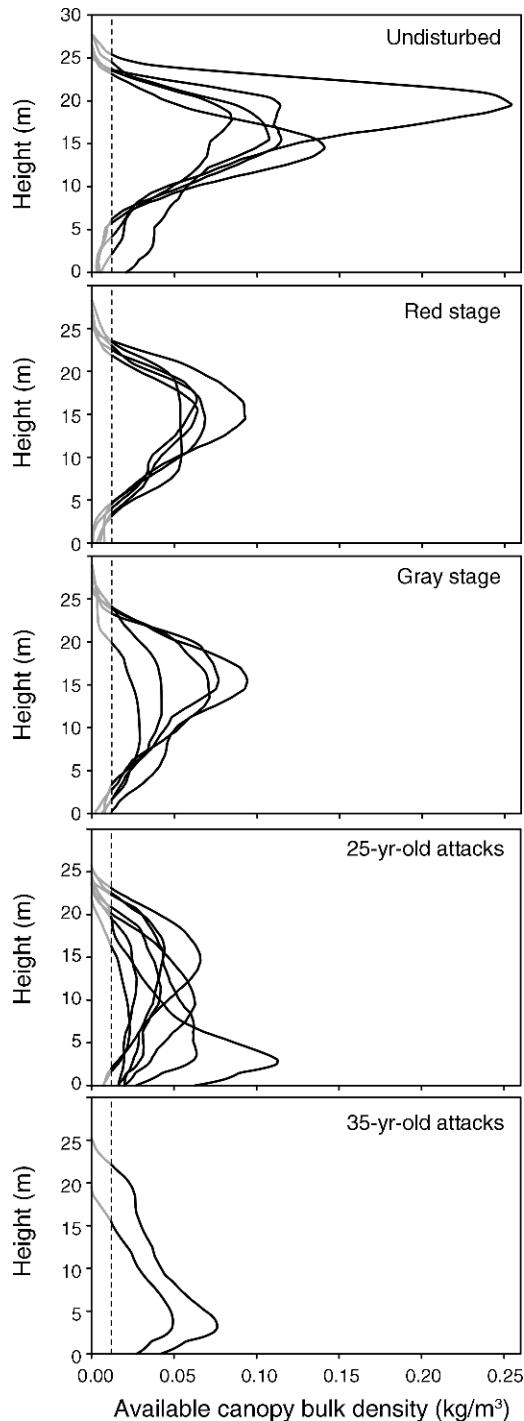 30
Undisturbed
25
20
15
10
5
0
Height (m)
Red stage
25
20
15
10
5
0
Height (m)
Gray stage
25
20
15
10
5
0
Height (m)
25-yr-old attacks
25
20
15
10
5
0
Height (m)
35-yr-old attacks
25
20
15
10
5
0
Height (m)
0.00 0.05 0.10 0.15 0.20 0.25
Available canopy bulk density (kg/m³)